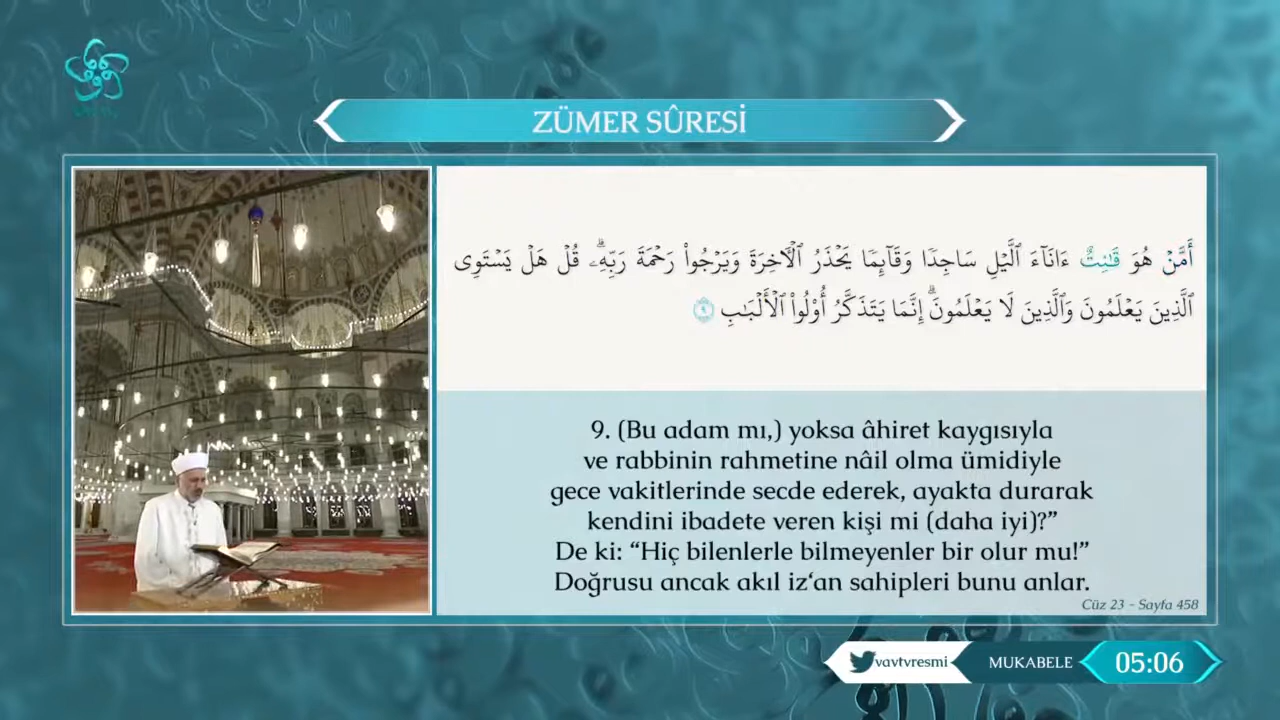 ZÜMER SÛRESİ
أَمَّنْ هُوَ قَٰنِتٌ ءَانَآءَ ٱلَّيْلِ سَاجِدًا وَقَآئِمًا يَحْذَرُ ٱلْأَخِرَةَ وَيَرْجُوا۟ رَحْمَةَ رَبِّهِۦۗ قُلْ هَلْ يَسْتَوِى
ٱلَّذِينَ يَعْلَمُونَ وَٱلَّذِينَ لَا يَعْلَمُونَۗ إِنَّمَا يَتَذَكَّرُ أُو۟لُوا۟ ٱلْأَلْبَٰبِ ٩
9. (Bu adam mı,) yoksa âhiret kaygısıyla
ve rabbinin rahmetine nâil olma ümidiyle
gece vakitlerinde secde ederek, ayakta durarak
kendini ibadete veren kişi mi (daha iyi)?”
De ki: “Hiç bilenlerle bilmeyenler bir olur mu!”
Doğrusu ancak akıl iz‘an sahipleri bunu anlar.
Cüz 23 - Sayfa 458
vavtvresmi
MUKABELE
05:06